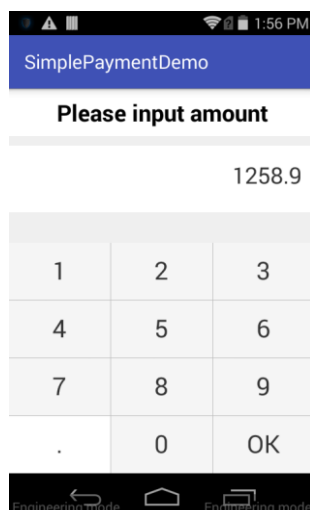 1:56 PM
SimplePaymentDemo
Please input amount
1258.9
1 2 3
4 5 6
7 8 9
. 0 OK
Engineering mode Engineering mode